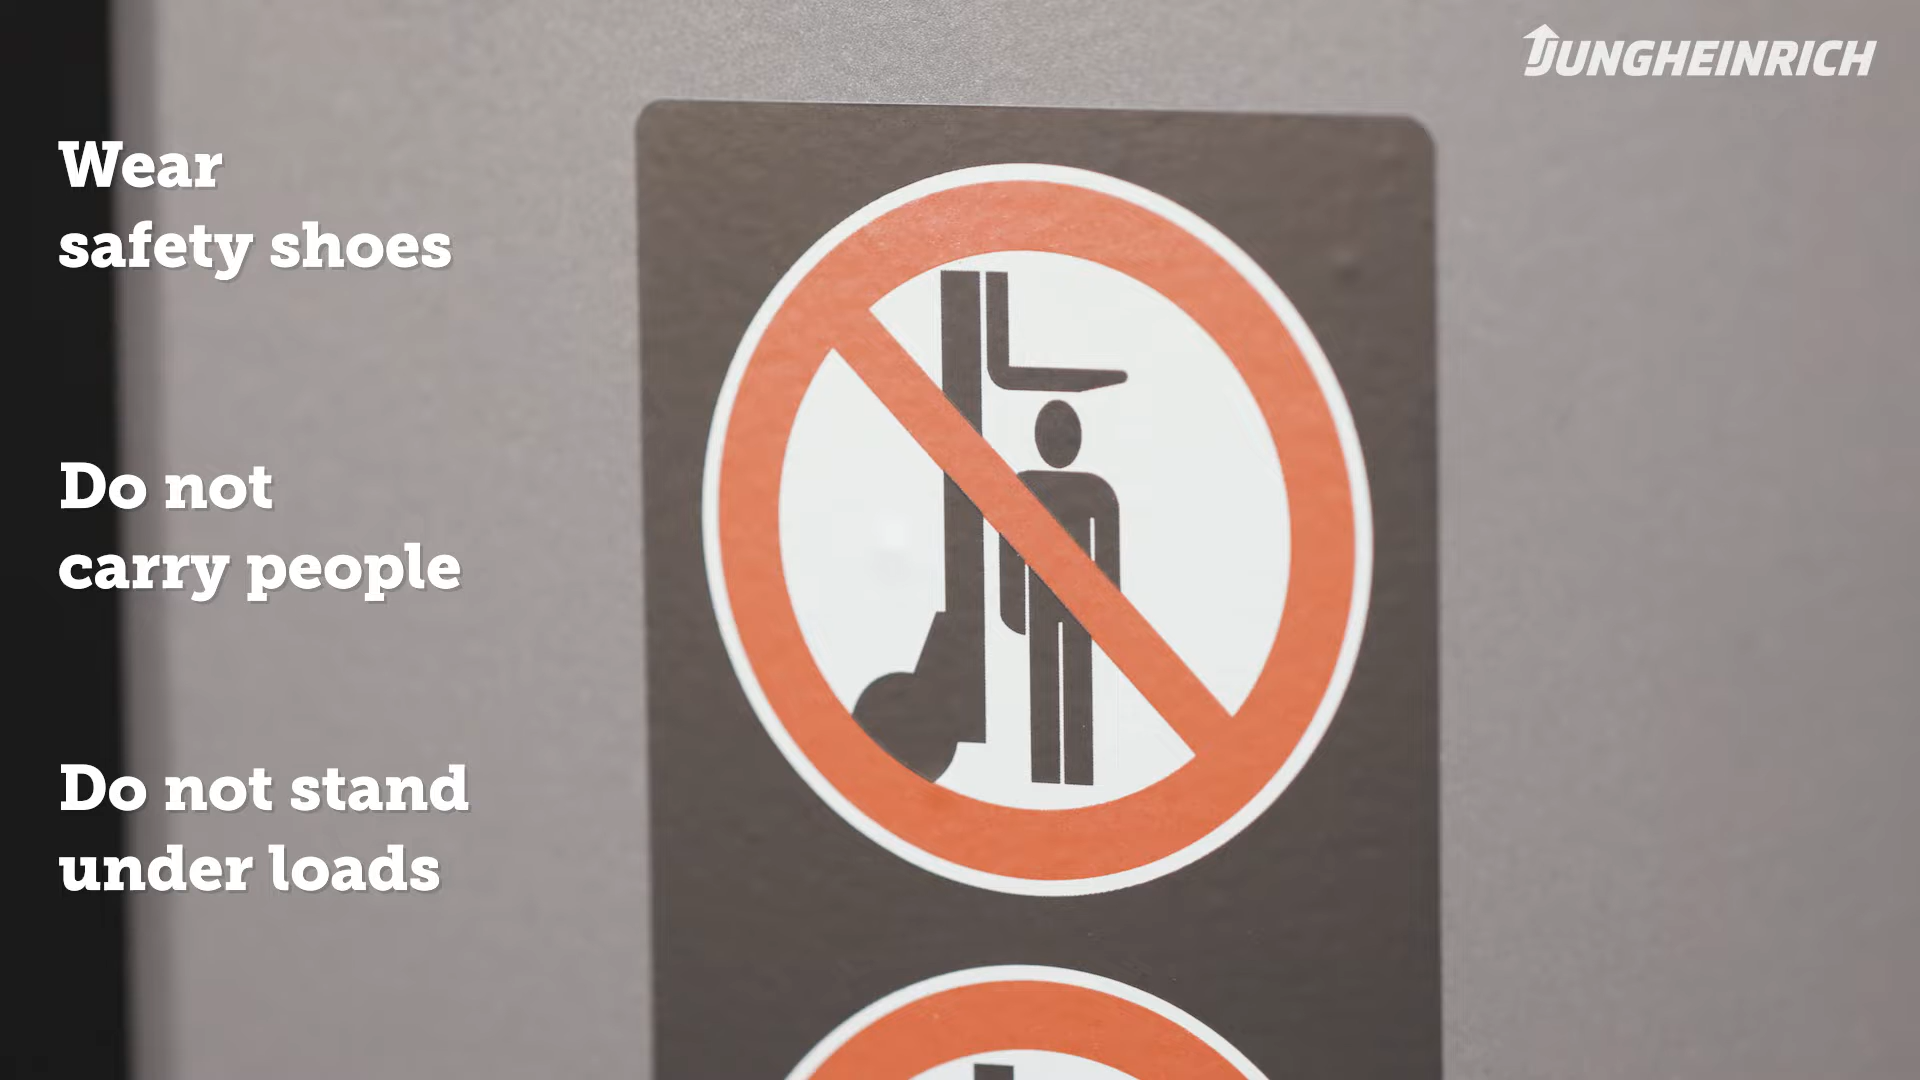 JUNGHEINRICH
Wear
safety shoes
Do not
carry people
Do not stand
under loads